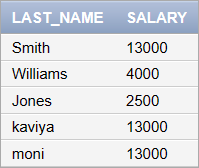 LAST_NAME SALARY
Smith 13000
Williams 4000
Jones 2500
kaviya 13000
moni 13000